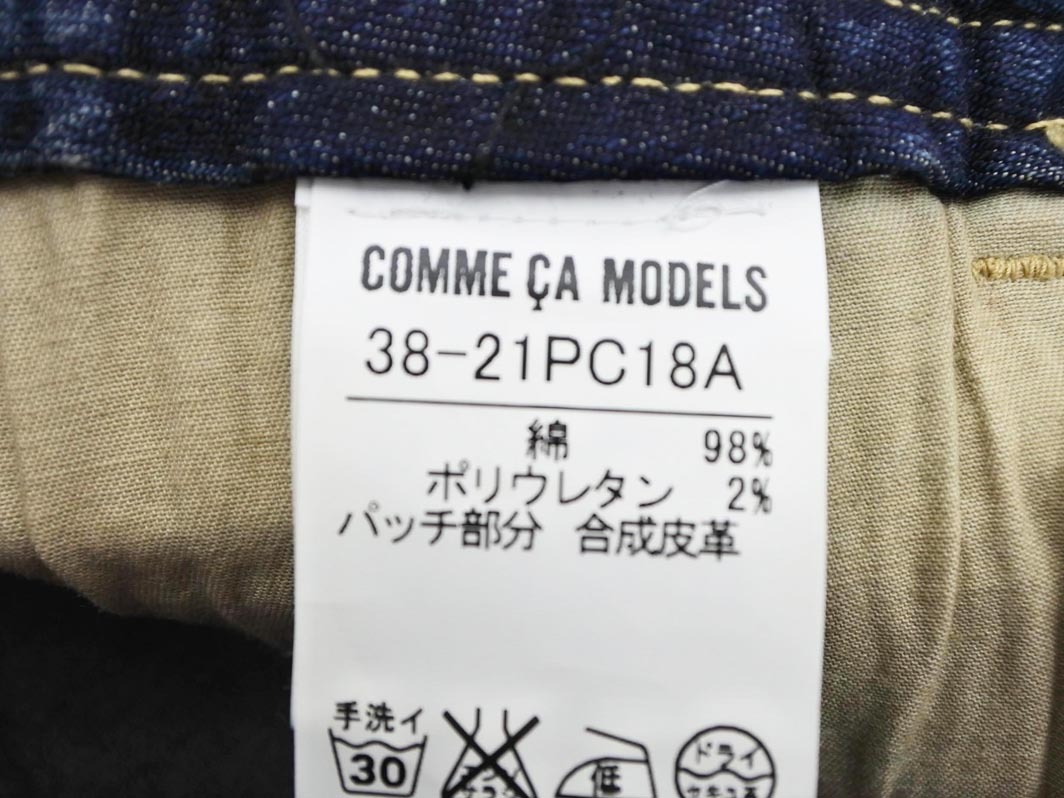 COMME ÇA MODELS
38-21PC18A
綿 98%
ポリウレタン 2%
パッチ部分 合成皮革
手洗イ
30 低 ドライ